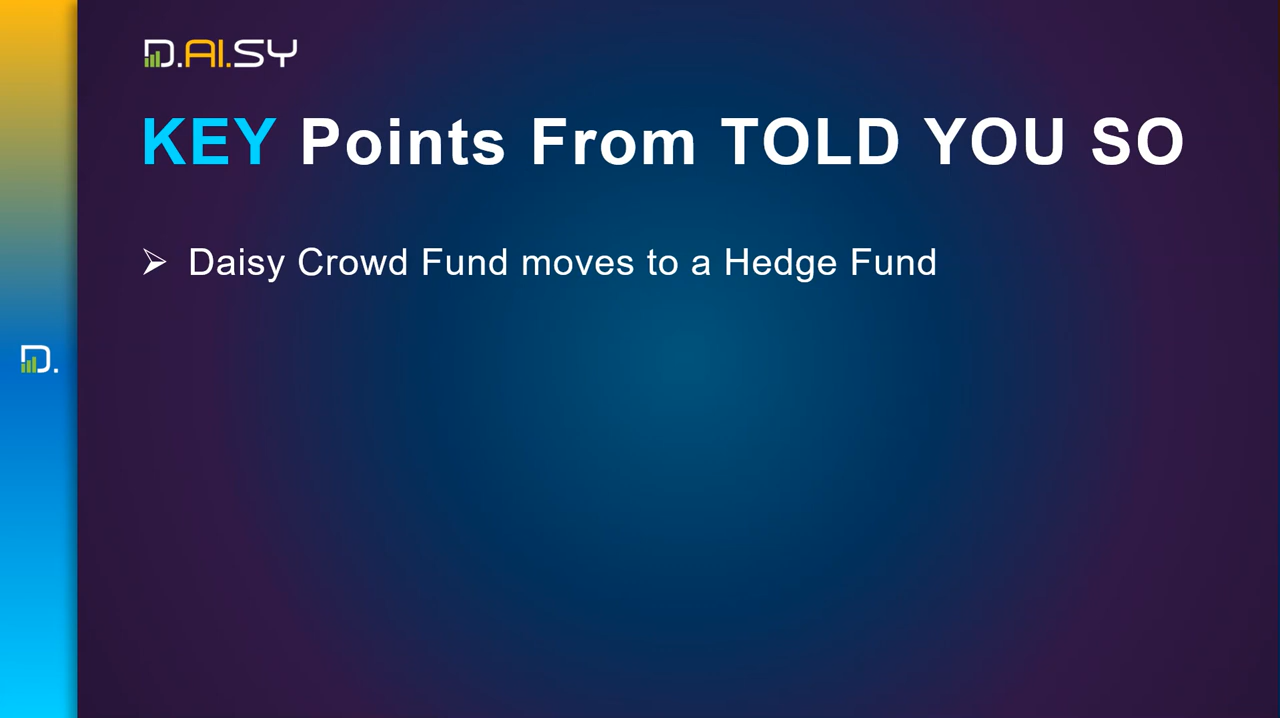 D.AI.SY
KEY Points From TOLD YOU SO
➢ Daisy Crowd Fund moves to a Hedge Fund
D.